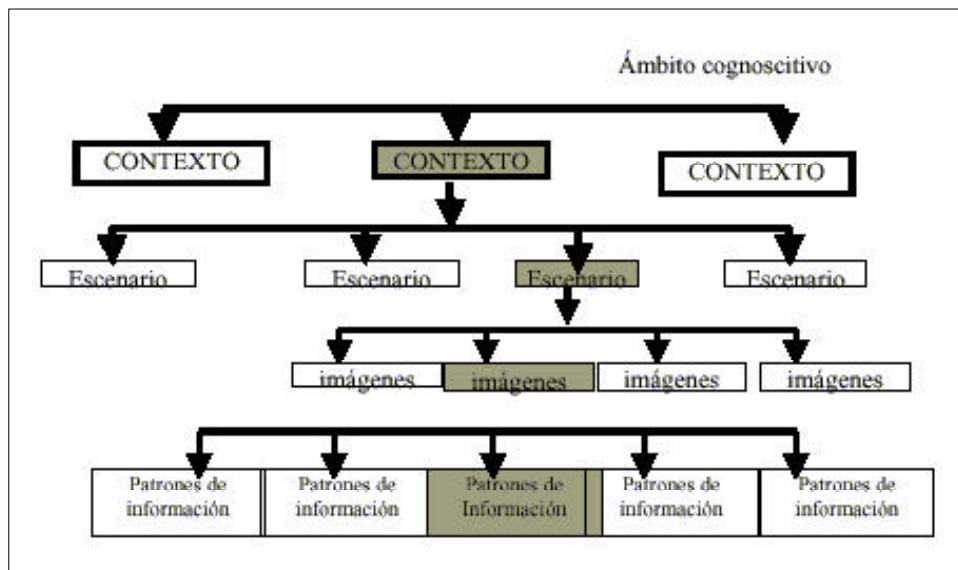 Ámbito cognoscitivo
CONTEXTO
CONTEXTO
CONTEXTO
Escenario
Escenario
Escenario
Escenario
imágenes
imágenes
imágenes
imágenes
Patrones de
información
Patrones de
información
Patrones de
Información
Patrones de
información
Patrones de
información